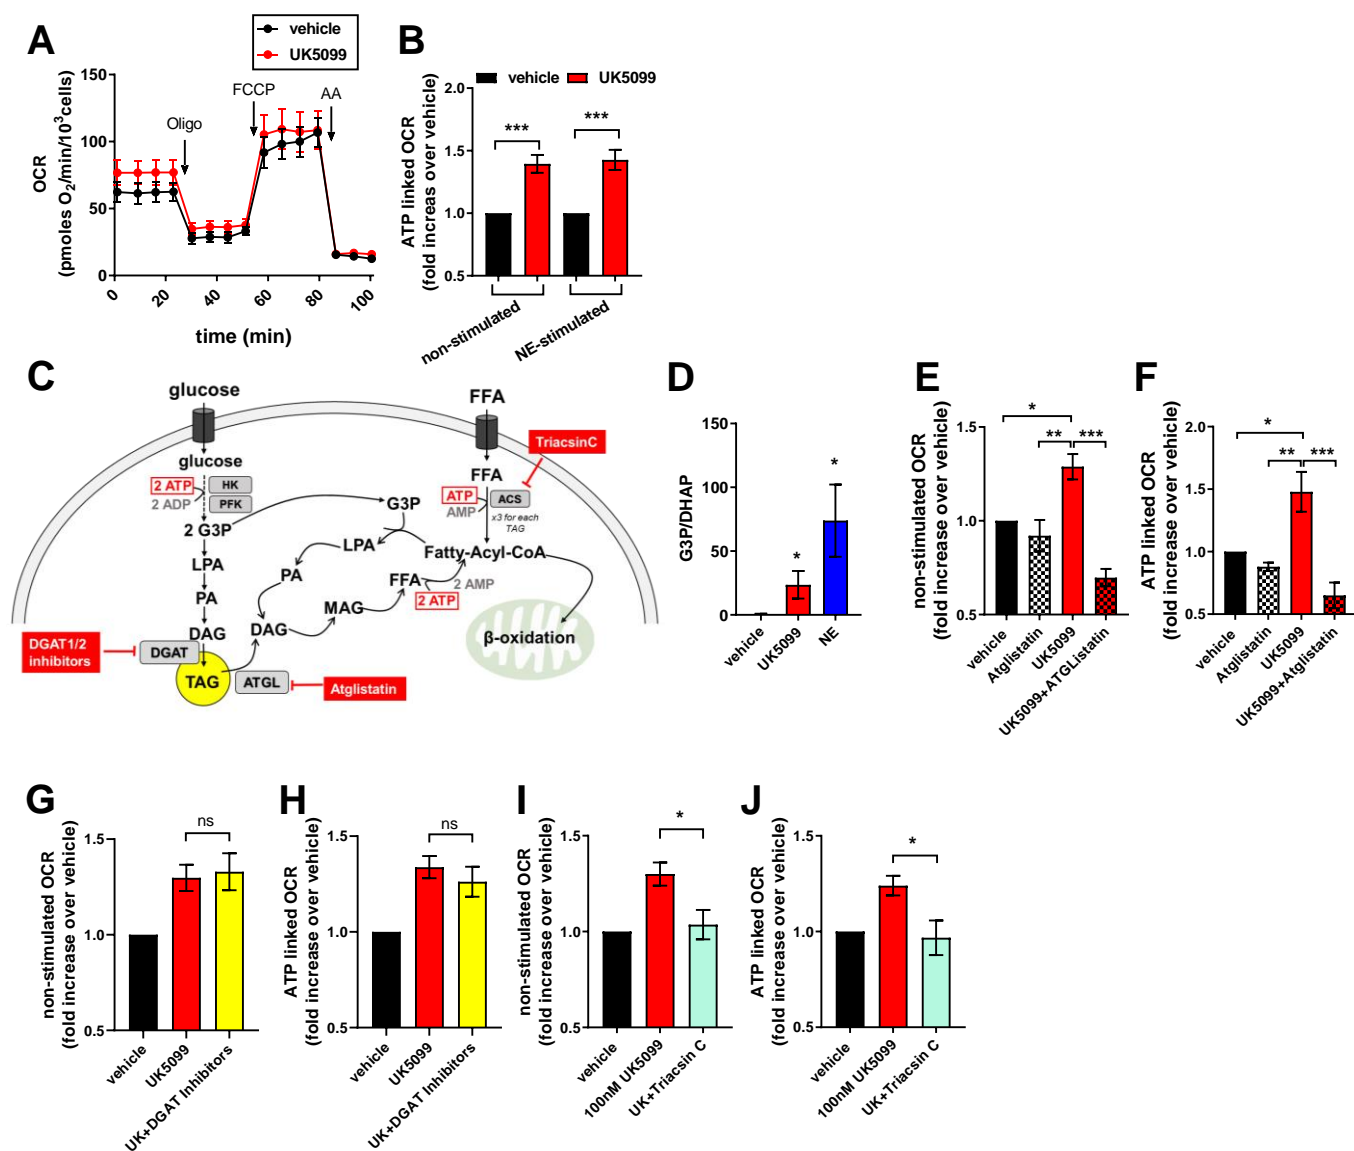 A
vehicle
UK5099
OCR
(pmoles O2/min/10^3cells)
150
100
50
0
Oligo
FCCP
AA
0
20
40
60
80
100
time (min)
B
vehicle
UK5099
ATP linked OCR
(fold increas over vehicle)
2.0
1.5
1.0
0.5
***
***
non-stimulated
NE-stimulated
C
glucose
FFA
TriacsinC
glucose
FFA
2 ATP
2 ADP
HK
PFK
ATP
AMP
ACS
x3 for each
TAG
2 G3P
G3P
LPA
LPA
Fatty-Acyl-CoA
PA
PA
FFA
2 AMP
2 ATP
MAG
DAG
DAG
β-oxidation
DGAT1/2
inhibitors
DGAT
TAG
ATGL
Atglistatin
D
G3P/DHAP
150
100
50
0
*
*
vehicle
UK5099
NE
E
non-stimulated OCR
(fold increase over vehicle)
1.5
1.0
0.5
*
**
***
vehicle
Atglistatin
UK5099
UK5099+ATGListatin
F
ATP linked OCR
(fold increase over vehicle)
2.0
1.5
1.0
0.5
*
**
***
vehicle
Atglistatin
UK5099
UK5099+Atglistatin
G
non-stimulated OCR
(fold increase over vehicle)
1.5
1.0
0.5
ns
vehicle
UK5099
UK+DGAT Inhibitors
H
ATP linked OCR
(fold increase over vehicle)
1.5
1.0
0.5
ns
vehicle
UK5099
UK+DGAT Inhibitors
I
non-stimulated OCR
(fold increase over vehicle)
1.5
1.0
0.5
*
vehicle
100nM UK5099
UK+Triacsin C
J
ATP linked OCR
(fold increase over vehicle)
1.5
1.0
0.5
*
vehicle
100nM UK5099
UK+Triacsin C